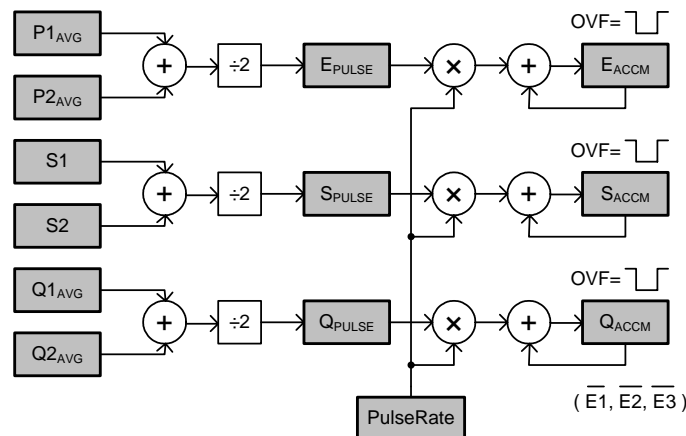 P1AVG
P2AVG
+
÷2
EPULSE
×
+
OVF=
EACCM
S1
S2
+
÷2
SPULSE
×
+
OVF=
SACCM
Q1AVG
Q2AVG
+
÷2
QPULSE
×
+
OVF=
QACCM
PulseRate
( E1, E2, E3 )